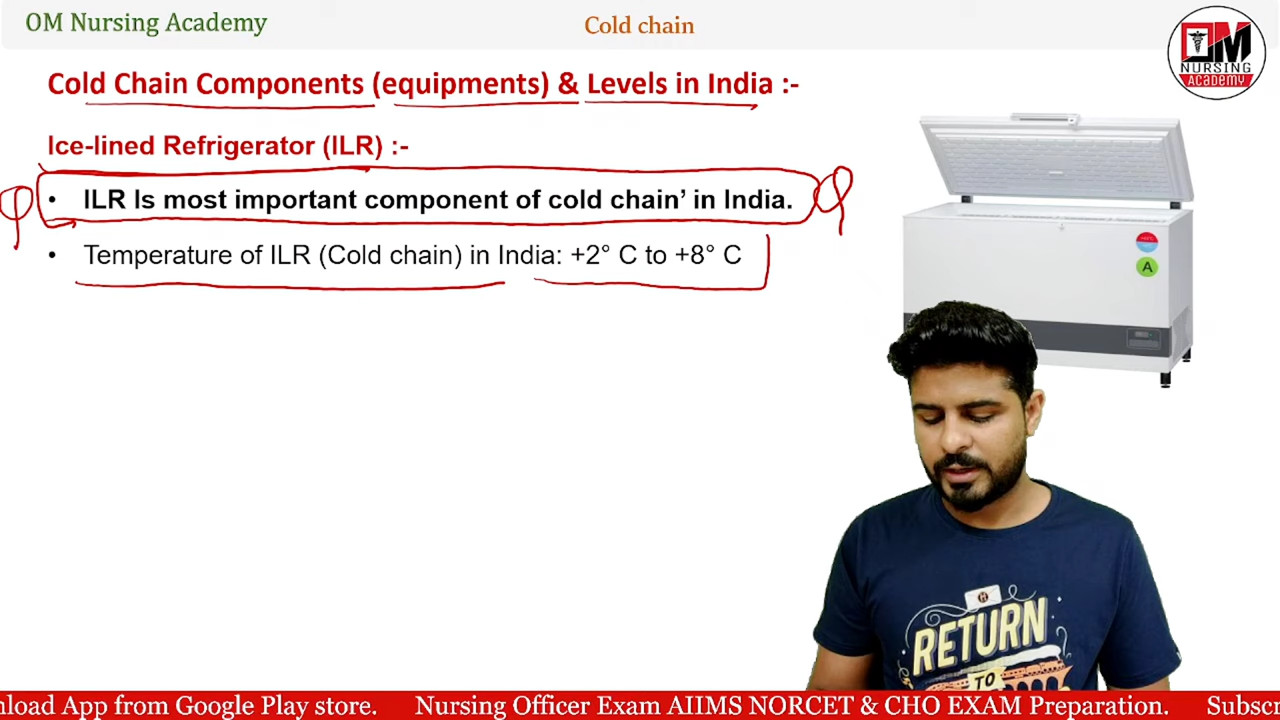 OM Nursing Academy
Cold chain
OM
NURSING
ACADEMY
Cold Chain Components (equipments) & Levels in India :-
Ice-lined Refrigerator (ILR) :-
• ILR Is most important component of cold chain’ in India.
• Temperature of ILR (Cold chain) in India: +2° C to +8° C
A
RETURN
TO
nload App from Google Play store. Nursing Officer Exam AIIMS NORCET & CHO EXAM Preparation. Subscr